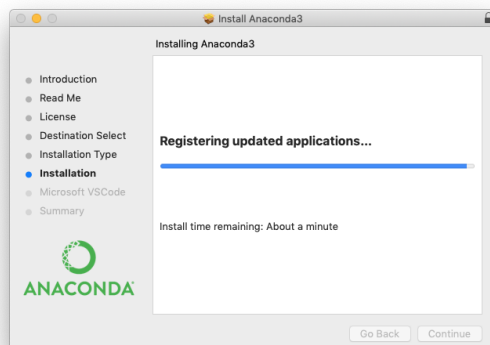 Install Anaconda3
Installing Anaconda3
Introduction
Read Me
License
Destination Select
Installation Type
Installation
Microsoft VSCode
Summary
ANACONDA
Registering updated applications...
Install time remaining: About a minute
Go Back
Continue